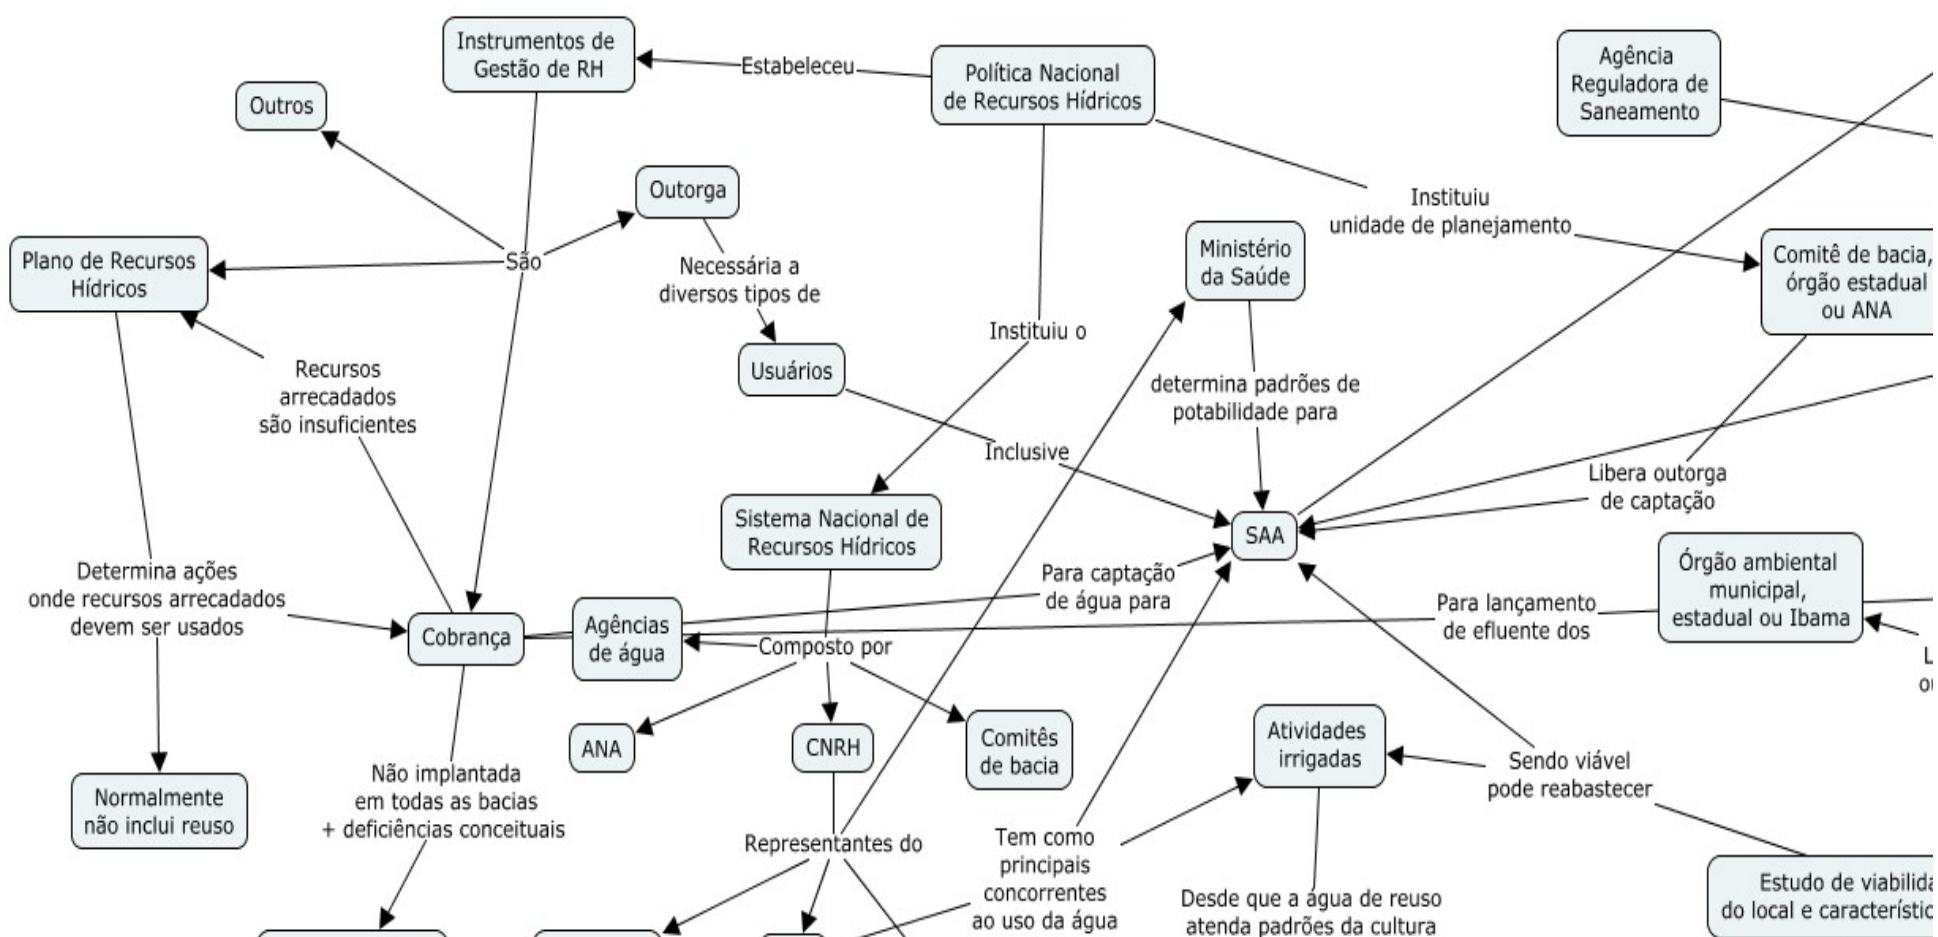 Instrumentos de
Gestão de RH
Estabeleceu
Política Nacional
de Recursos Hídricos
Agência
Reguladora de
Saneamento
Outros
Outorga
Instituiu
unidade de planejamento
Plano de Recursos
Hídricos
São
Necessária a
diversos tipos de
Ministério
da Saúde
Comitê de bacia,
órgão estadual
ou ANA
Instituiu o
Recursos
arrecadados
são insuficientes
Usuários
determina padrões de
potabilidade para
Inclusive
Libera outorga
de captação
Sistema Nacional de
Recursos Hídricos
SAA
Determina ações
onde recursos arrecadados
devem ser usados
Cobrança
Agências
de água
Para captação
de água para
Para lançamento
de efluente dos
Órgão ambiental
municipal,
estadual ou Ibama
Composto por
ANA
CNRH
Comitês
de bacia
Atividades
irrigadas
Sendo viável
pode reabastecer
Normalmente
não inclui reuso
Não implantada
em todas as bacias
+ deficiências conceituais
Representantes do
Tem como
principais
concorrentes
ao uso da água
Desde que a água de reuso
atenda padrões da cultura
Estudo de
do local e